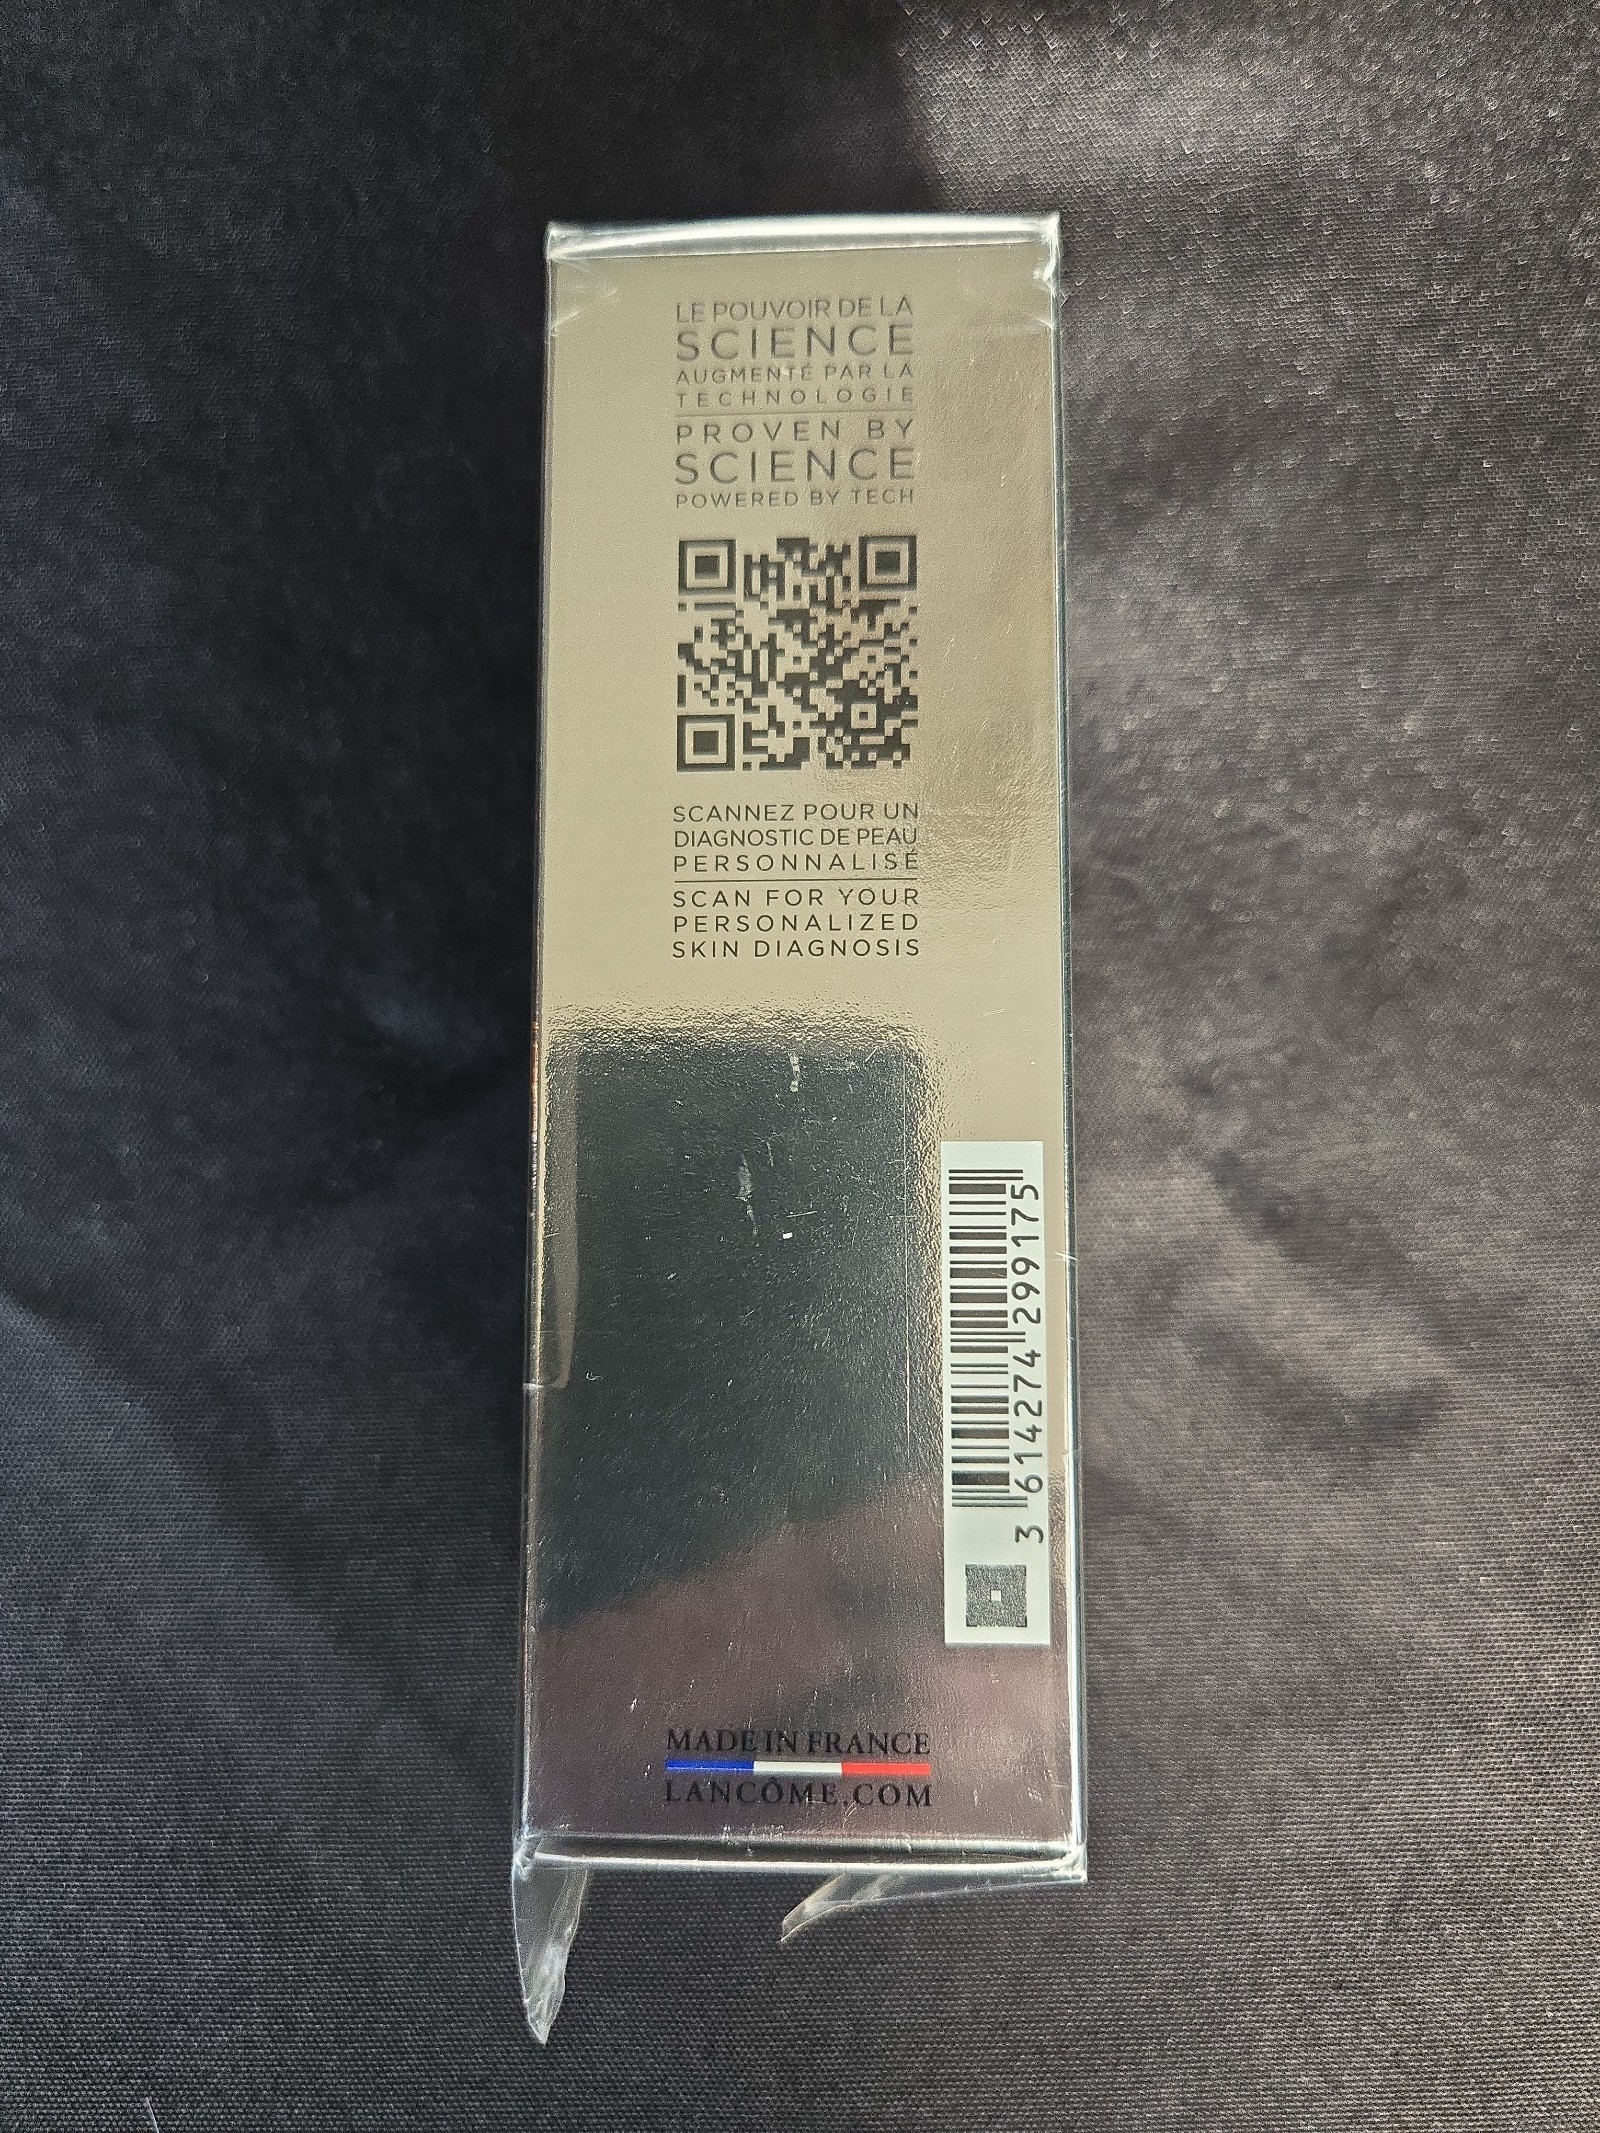 LE POUVOIR DE LA
SCIENCE
AUGMENTÉ PAR LA
TECHNOLOGIE
PROVEN BY
SCIENCE
POWERED BY TECH
SCANNEZ POUR UN
DIAGNOSTIC DE PEAU
PERSONNALISÉ
SCAN FOR YOUR
PERSONALIZED
SKIN DIAGNOSIS
3 614274 299175
MADE IN FRANCE
LANCÔME.COM